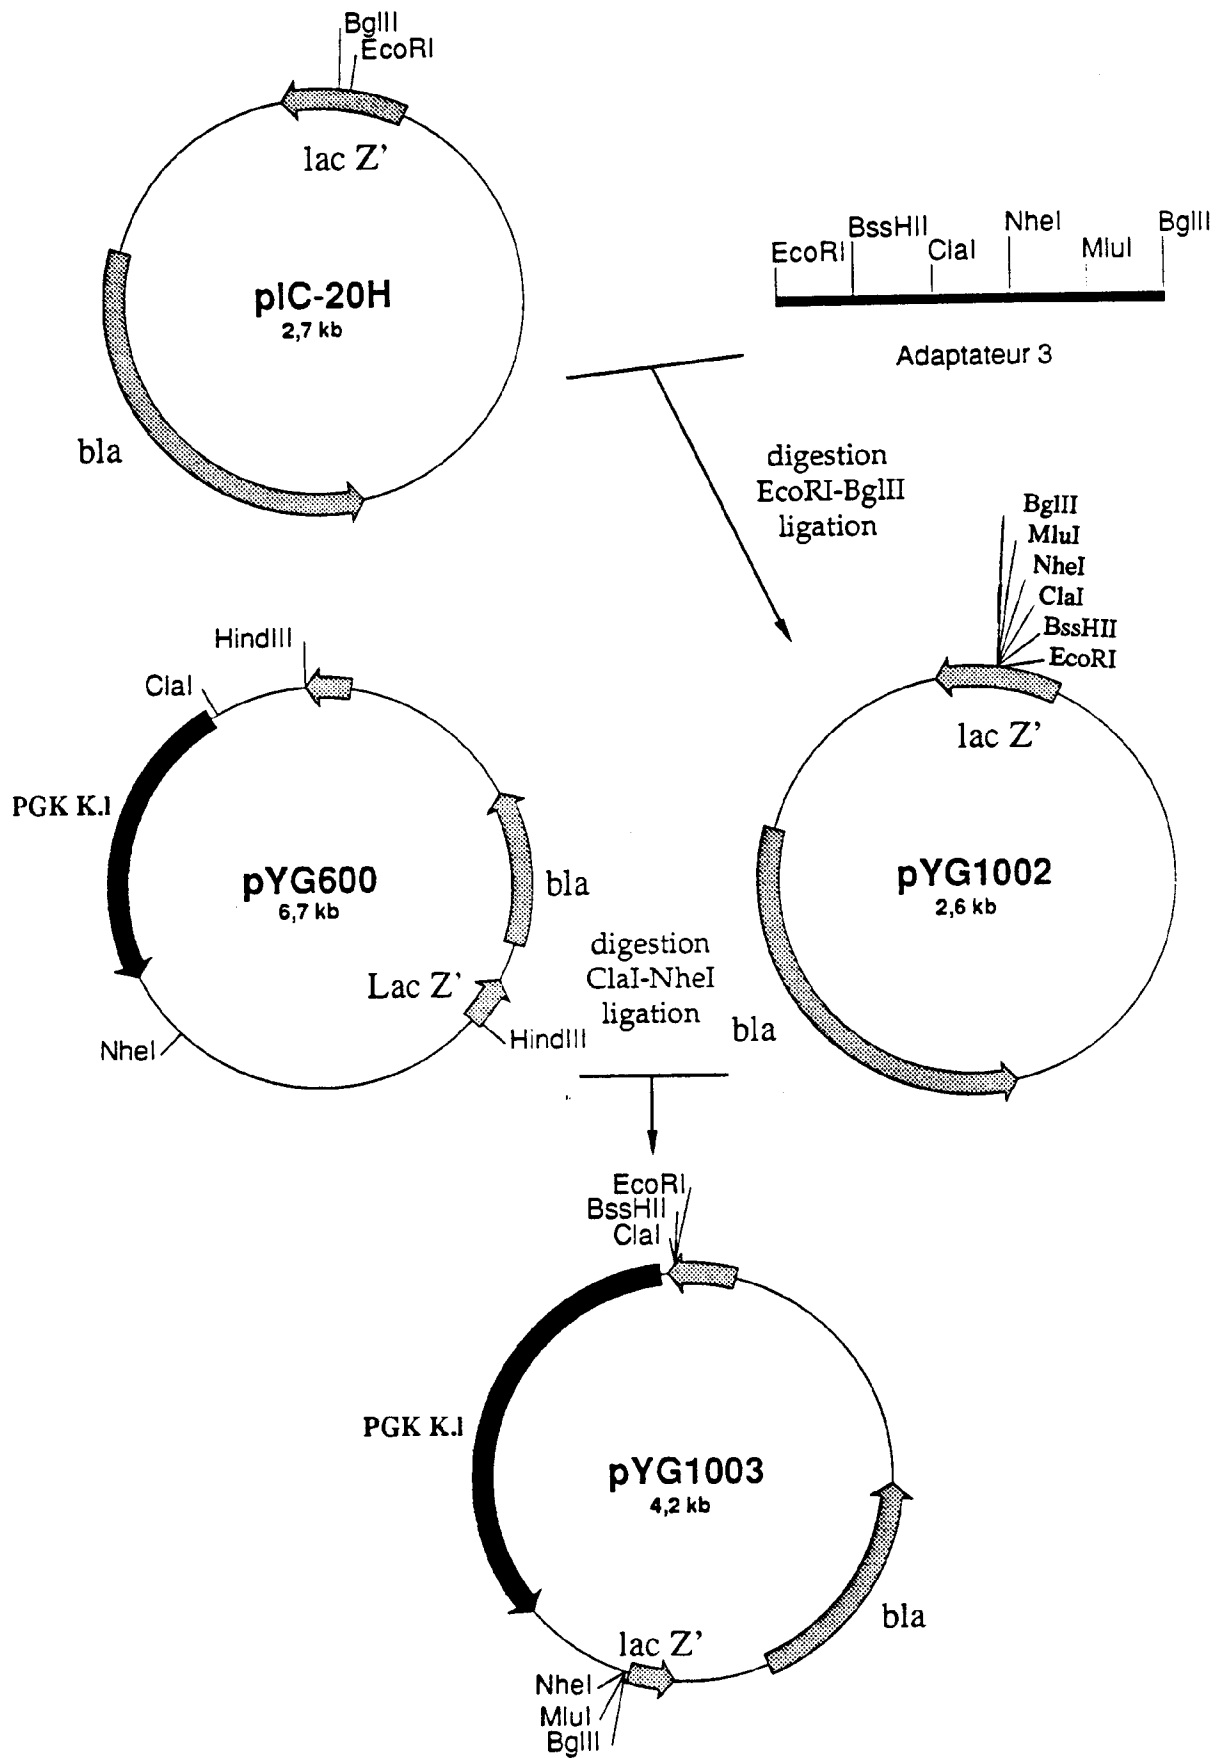 BglII
EcoRI
lac Z'
pIC-20H
2,7 kb
bla
EcoRI
BssHII
ClaI
NheI
MluI
BglII
Adaptateur 3
digestion
EcoRI-BglII
ligation
BglII
MluI
NheI
ClaI
BssHII
EcoRI
lac Z'
pYG1002
2,6 kb
bla
HindIII
ClaI
PGK K.l
pYG600
6,7 kb
bla
Lac Z'
HindIII
NheI
digestion
ClaI-NheI
ligation
EcoRI
BssHII
ClaI
PGK K.l
pYG1003
4,2 kb
bla
lac Z'
NheI
MluI
BglII